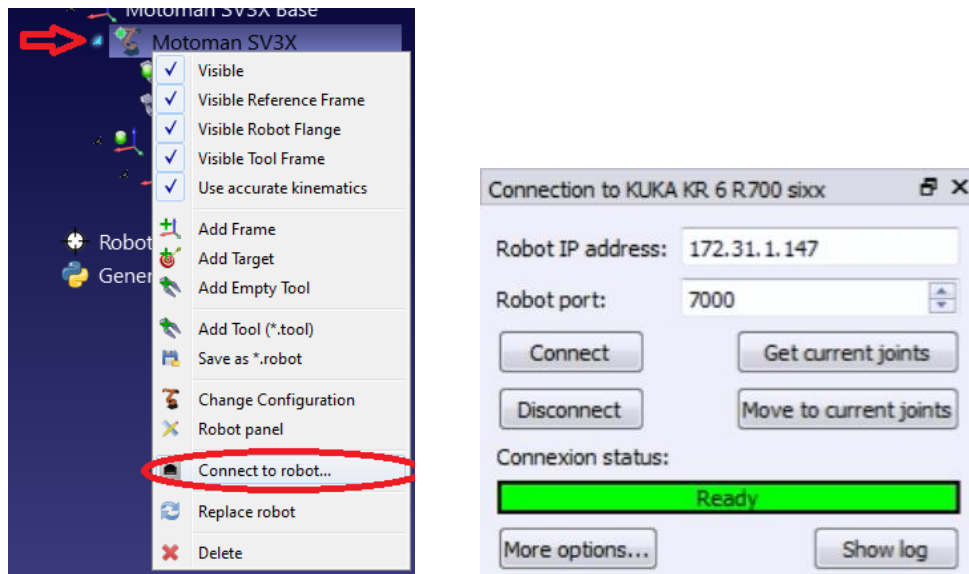 Motoman SV3X Base
Motoman SV3X
Visible
Visible Reference Frame
Visible Robot Flange
Visible Tool Frame
Use accurate kinematics
Add Frame
Add Target
Robot
Gener
Add Empty Tool
Add Tool (*.tool)
Save as *.robot
Change Configuration
Robot panel
Connect to robot...
Replace robot
Delete
Connection to KUKA KR 6 R700 sixx
Robot IP address: 172.31.1.147
Robot port: 7000
Connect Get current joints
Disconnect Move to current joints
Connexion status:
Ready
More options... Show log